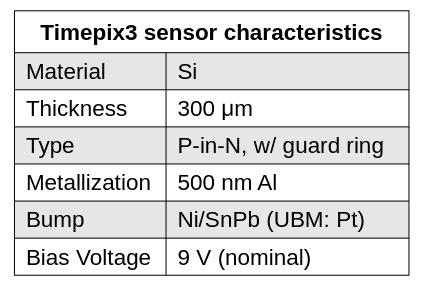 Timepix3 sensor characteristics
Material Si
Thickness 300 μm
Type P-in-N, w/ guard ring
Metallization 500 nm Al
Bump Ni/SnPb (UBM: Pt)
Bias Voltage 9 V (nominal)